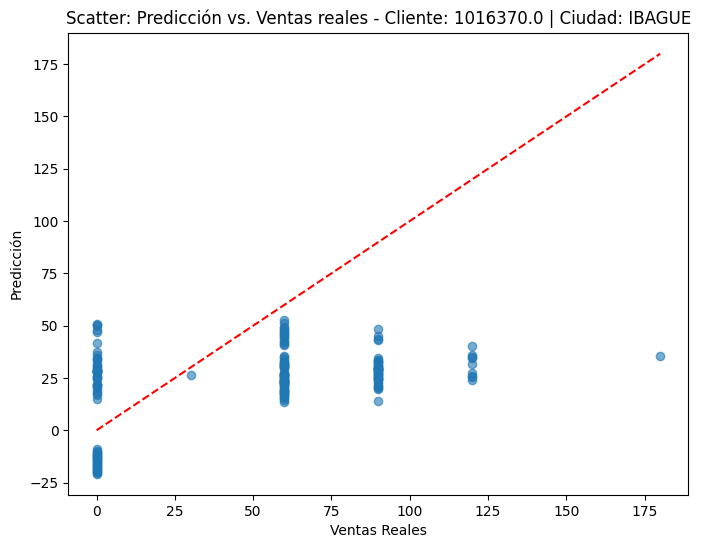 Scatter: Predicción vs. Ventas reales - Cliente: 1016370.0 | Ciudad: IBAGUE
Predicción
175
150
125
100
75
50
25
0
−25
0 25 50 75 100 125 150 175
Ventas Reales